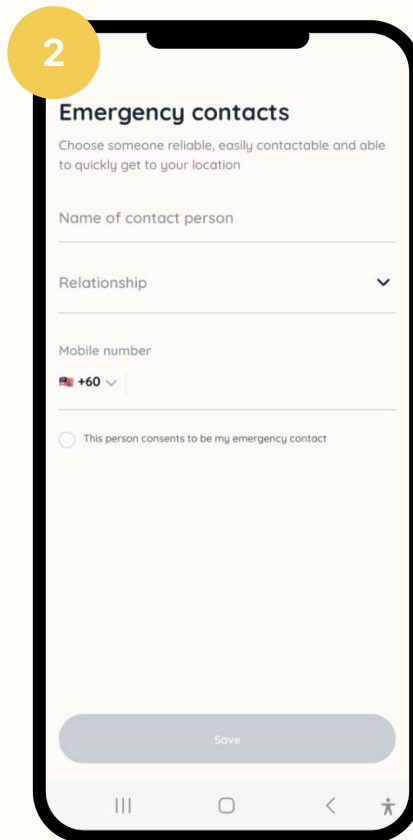 2
Emergency contacts
Choose someone reliable, easily contactable and able
to quickly get to your location
Name of contact person
Relationship
Mobile number
+60
This person consents to be my emergency contact
Save